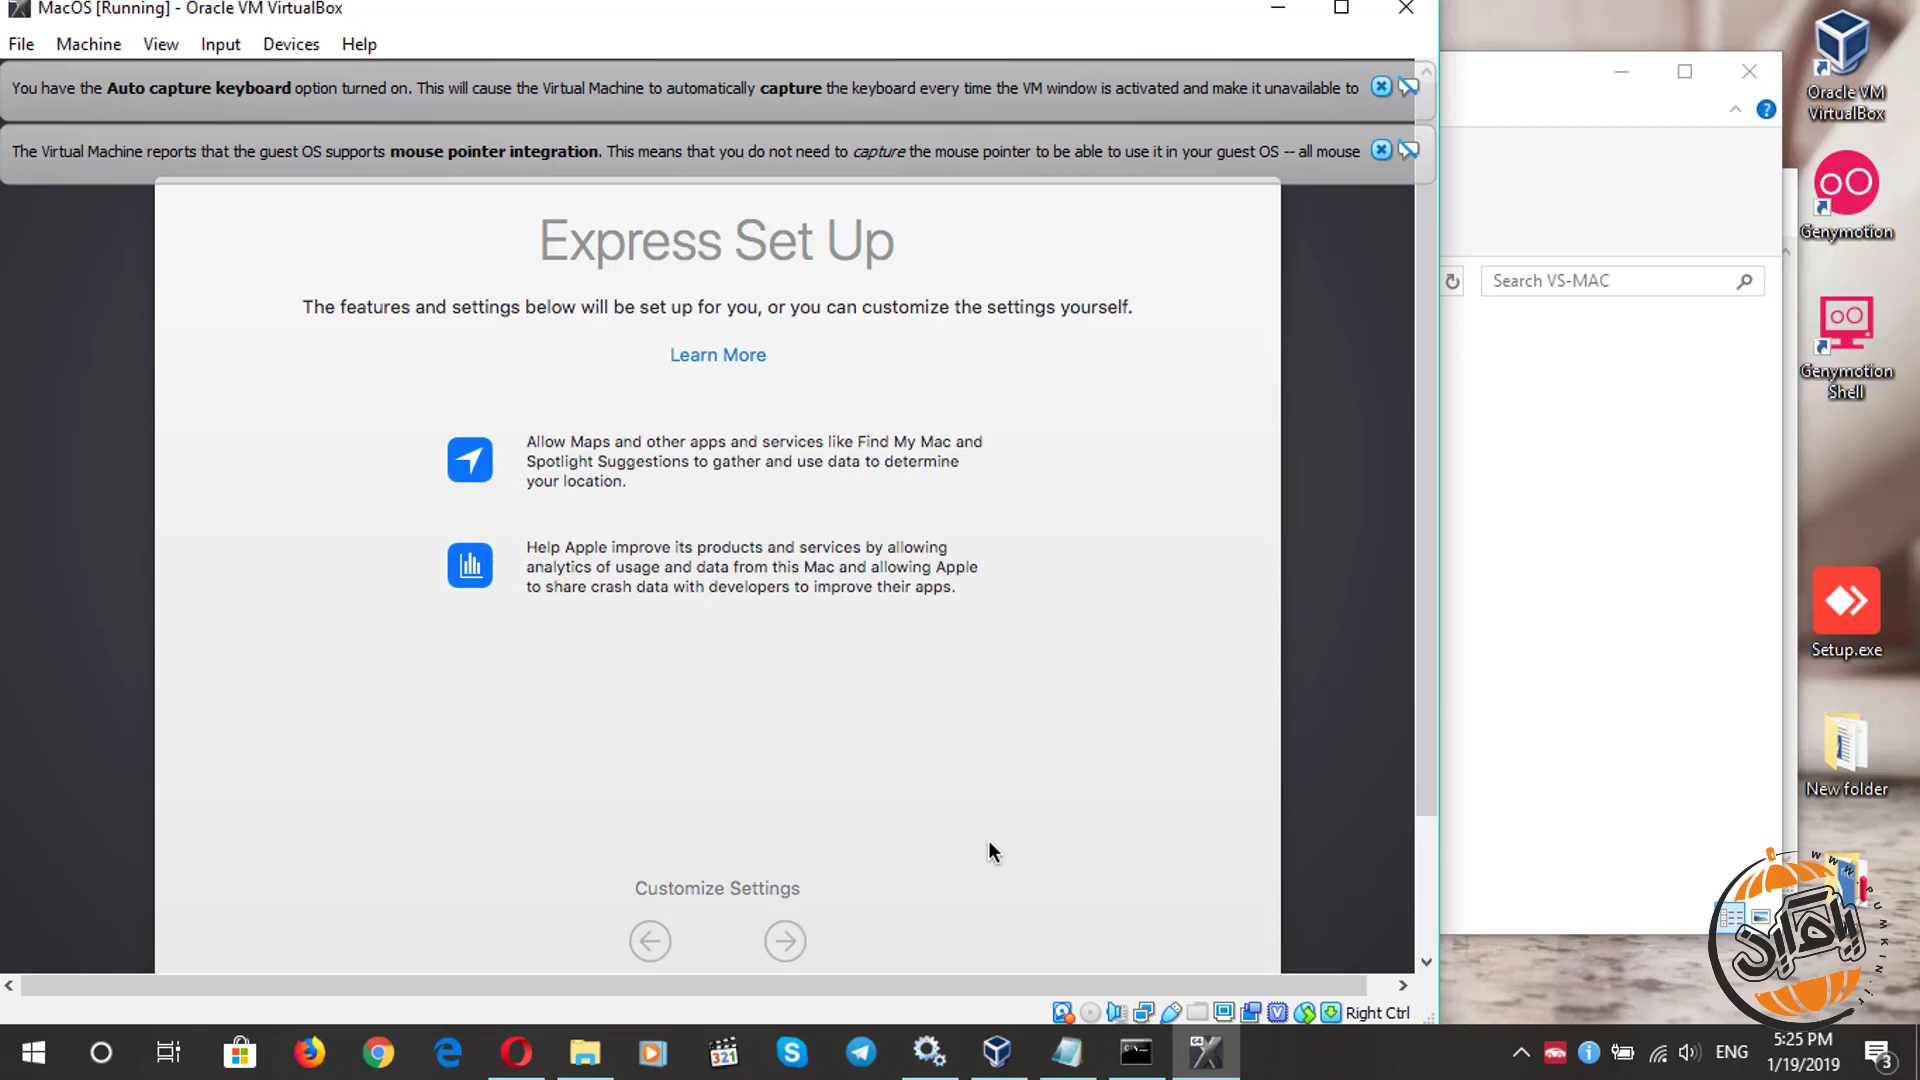 MacOS [Running] - Oracle VM VirtualBox
File Machine View Input Devices Help
You have the Auto capture keyboard option turned on. This will cause the Virtual Machine to automatically capture the keyboard every time the VM window is activated and make it unavailable to
The Virtual Machine reports that the guest OS supports mouse pointer integration. This means that you do not need to capture the mouse pointer to be able to use it in your guest OS -- all mouse
Express Set Up
The features and settings below will be set up for you, or you can customize the settings yourself.
Learn More
Allow Maps and other apps and services like Find My Mac and
Spotlight Suggestions to gather and use data to determine
your location.
Help Apple improve its products and services by allowing
analytics of usage and data from this Mac and allowing Apple
to share crash data with developers to improve their apps.
Customize Settings
Right Ctrl
Search VS-MAC
Oracle VM
VirtualBox
Genymotion
Genymotion
Shell
Setup.exe
New folder
www.pumkin.ir
321
64
ENG
5:25 PM
1/19/2019
3